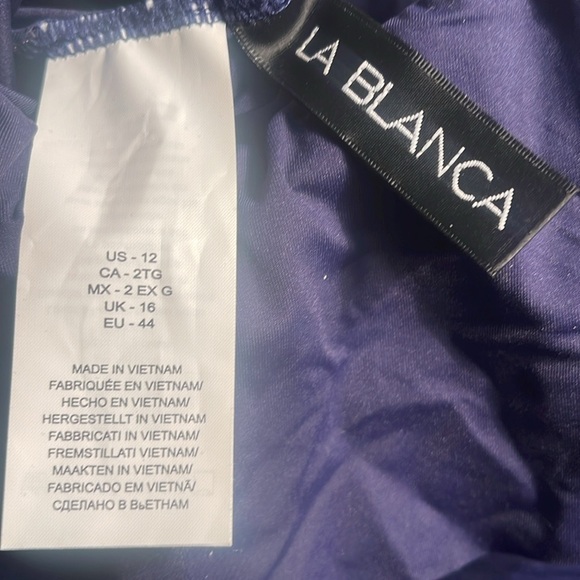 LA BLANCA
US - 12
CA - 2TG
MX - 2 EX G
UK - 16
EU - 44
MADE IN VIETNAM
FABRIQUÉE EN VIETNAM/
HECHO EN VIETNAM/
HERGESTELLT IN VIETNAM/
FABBRICATI IN VIETNAM/
FREMSTILLATI VIETNAM/
MAAKTEN IN VIETNAM/
FABRICADO EM VIETNÃ/
СДЕЛАНО В ВьЕТНАМ